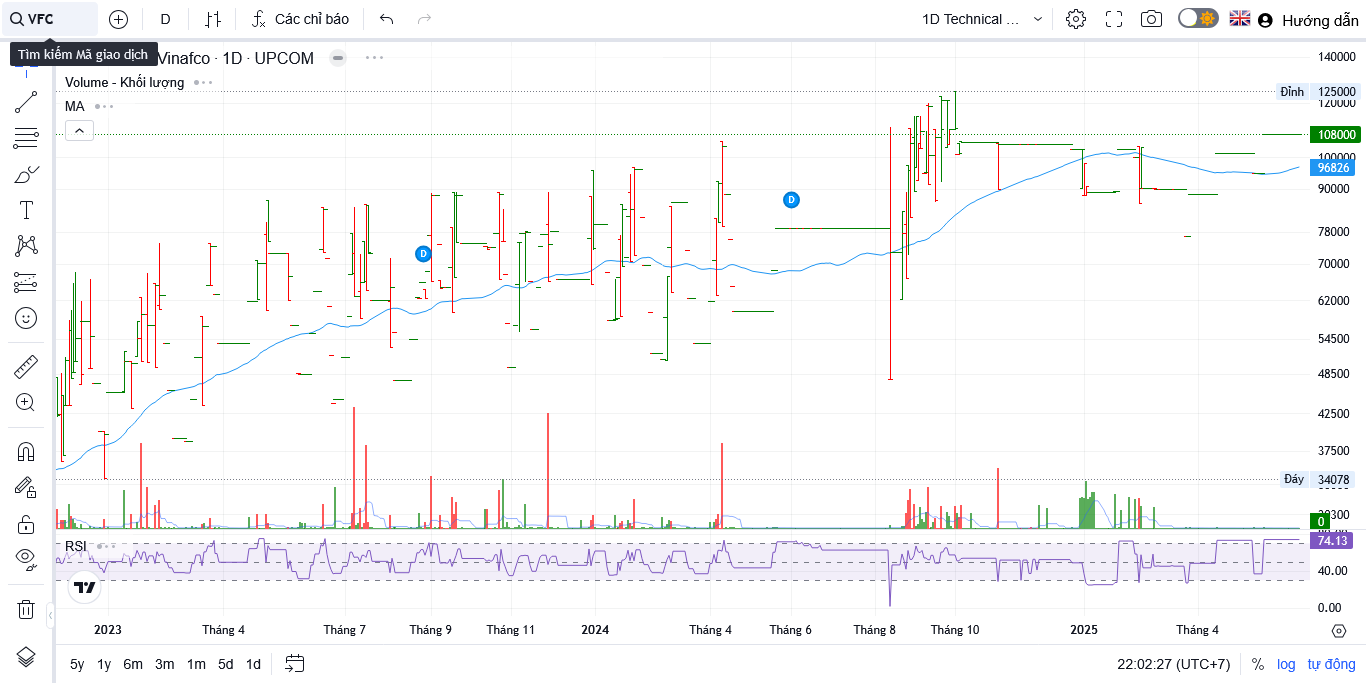 VFC
D
Các chỉ báo
1D Technical ...
Hướng dẫn
Tìm kiếm Mã giao dịch
Vinafco · 1D · UPCOM
Volume - Khối lượng
MA
140000
Đỉnh 125000
120000
108000
100000
96826
90000
78000
70000
62000
54500
48500
42500
37500
Đáy 34078
0
RSI
74.13
40.00
0.00
D
D
2023
Tháng 4
Tháng 7
Tháng 9
Tháng 11
2024
Tháng 4
Tháng 6
Tháng 8
Tháng 10
2025
Tháng 4
5y 1y 6m 3m 1m 5d 1d
22:02:27 (UTC+7)
% log tự động